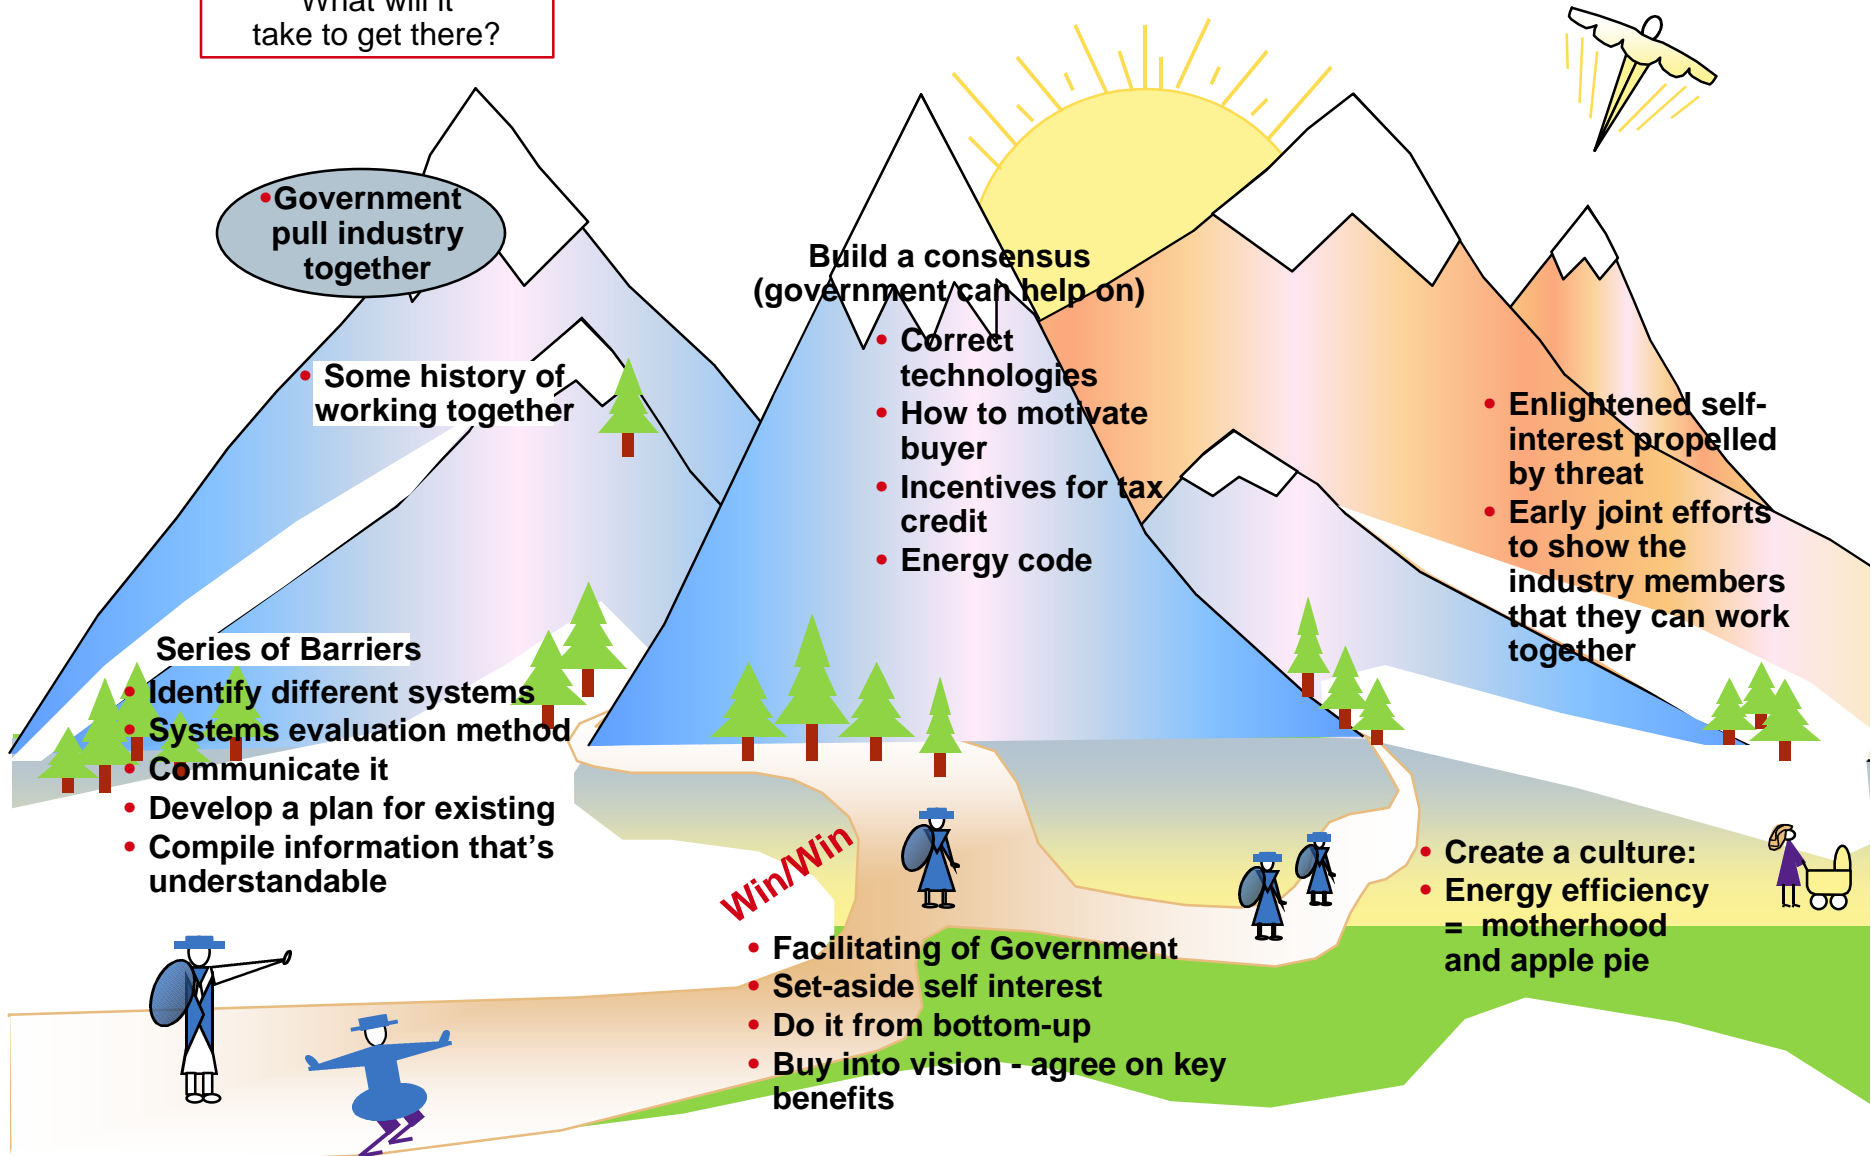 What will it
take to get there?
•Government
pull industry
together
• Some history of
working together
Build a consensus
(government can help on)
• Correct
technologies
• How to motivate
buyer
• Incentives for tax
credit
• Energy code
• Enlightened self-
interest propelled
by threat
• Early joint efforts
to show the
industry members
that they can work
together
Series of Barriers
• Identify different systems
• Systems evaluation method
• Communicate it
• Develop a plan for existing
• Compile information that's
understandable
Win/Win
• Facilitating of Government
• Set-aside self interest
• Do it from bottom-up
• Buy into vision - agree on key
benefits
• Create a culture:
• Energy efficiency
= motherhood
and apple pie